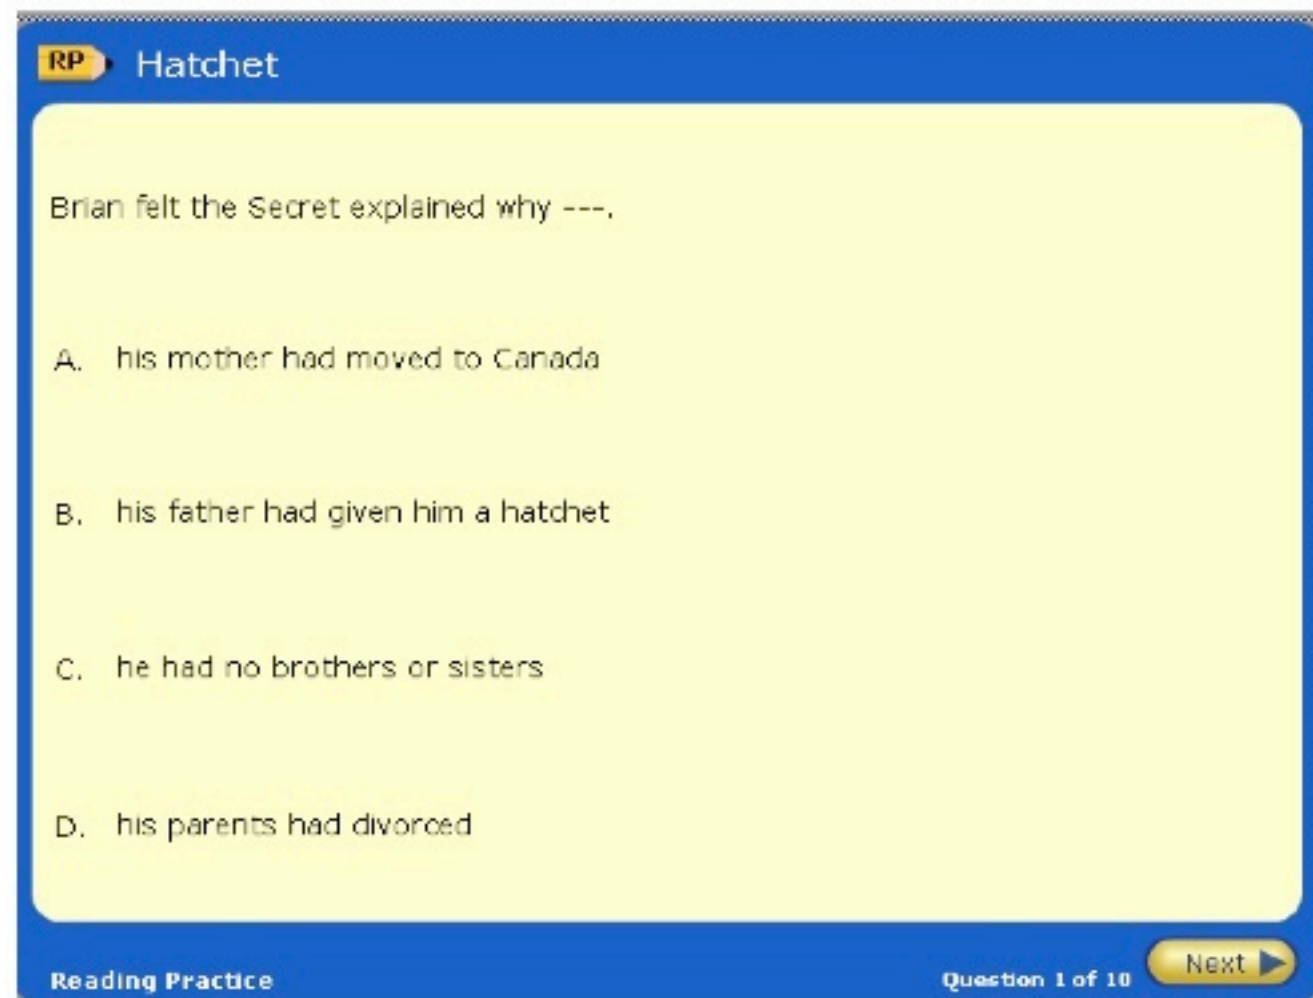 RP Hatchet
Brian felt the Secret explained why ---.
A. his mother had moved to Canada
B. his father had given him a hatchet
C. he had no brothers or sisters
D. his parents had divorced
Reading Practice Question 1 of 10 Next